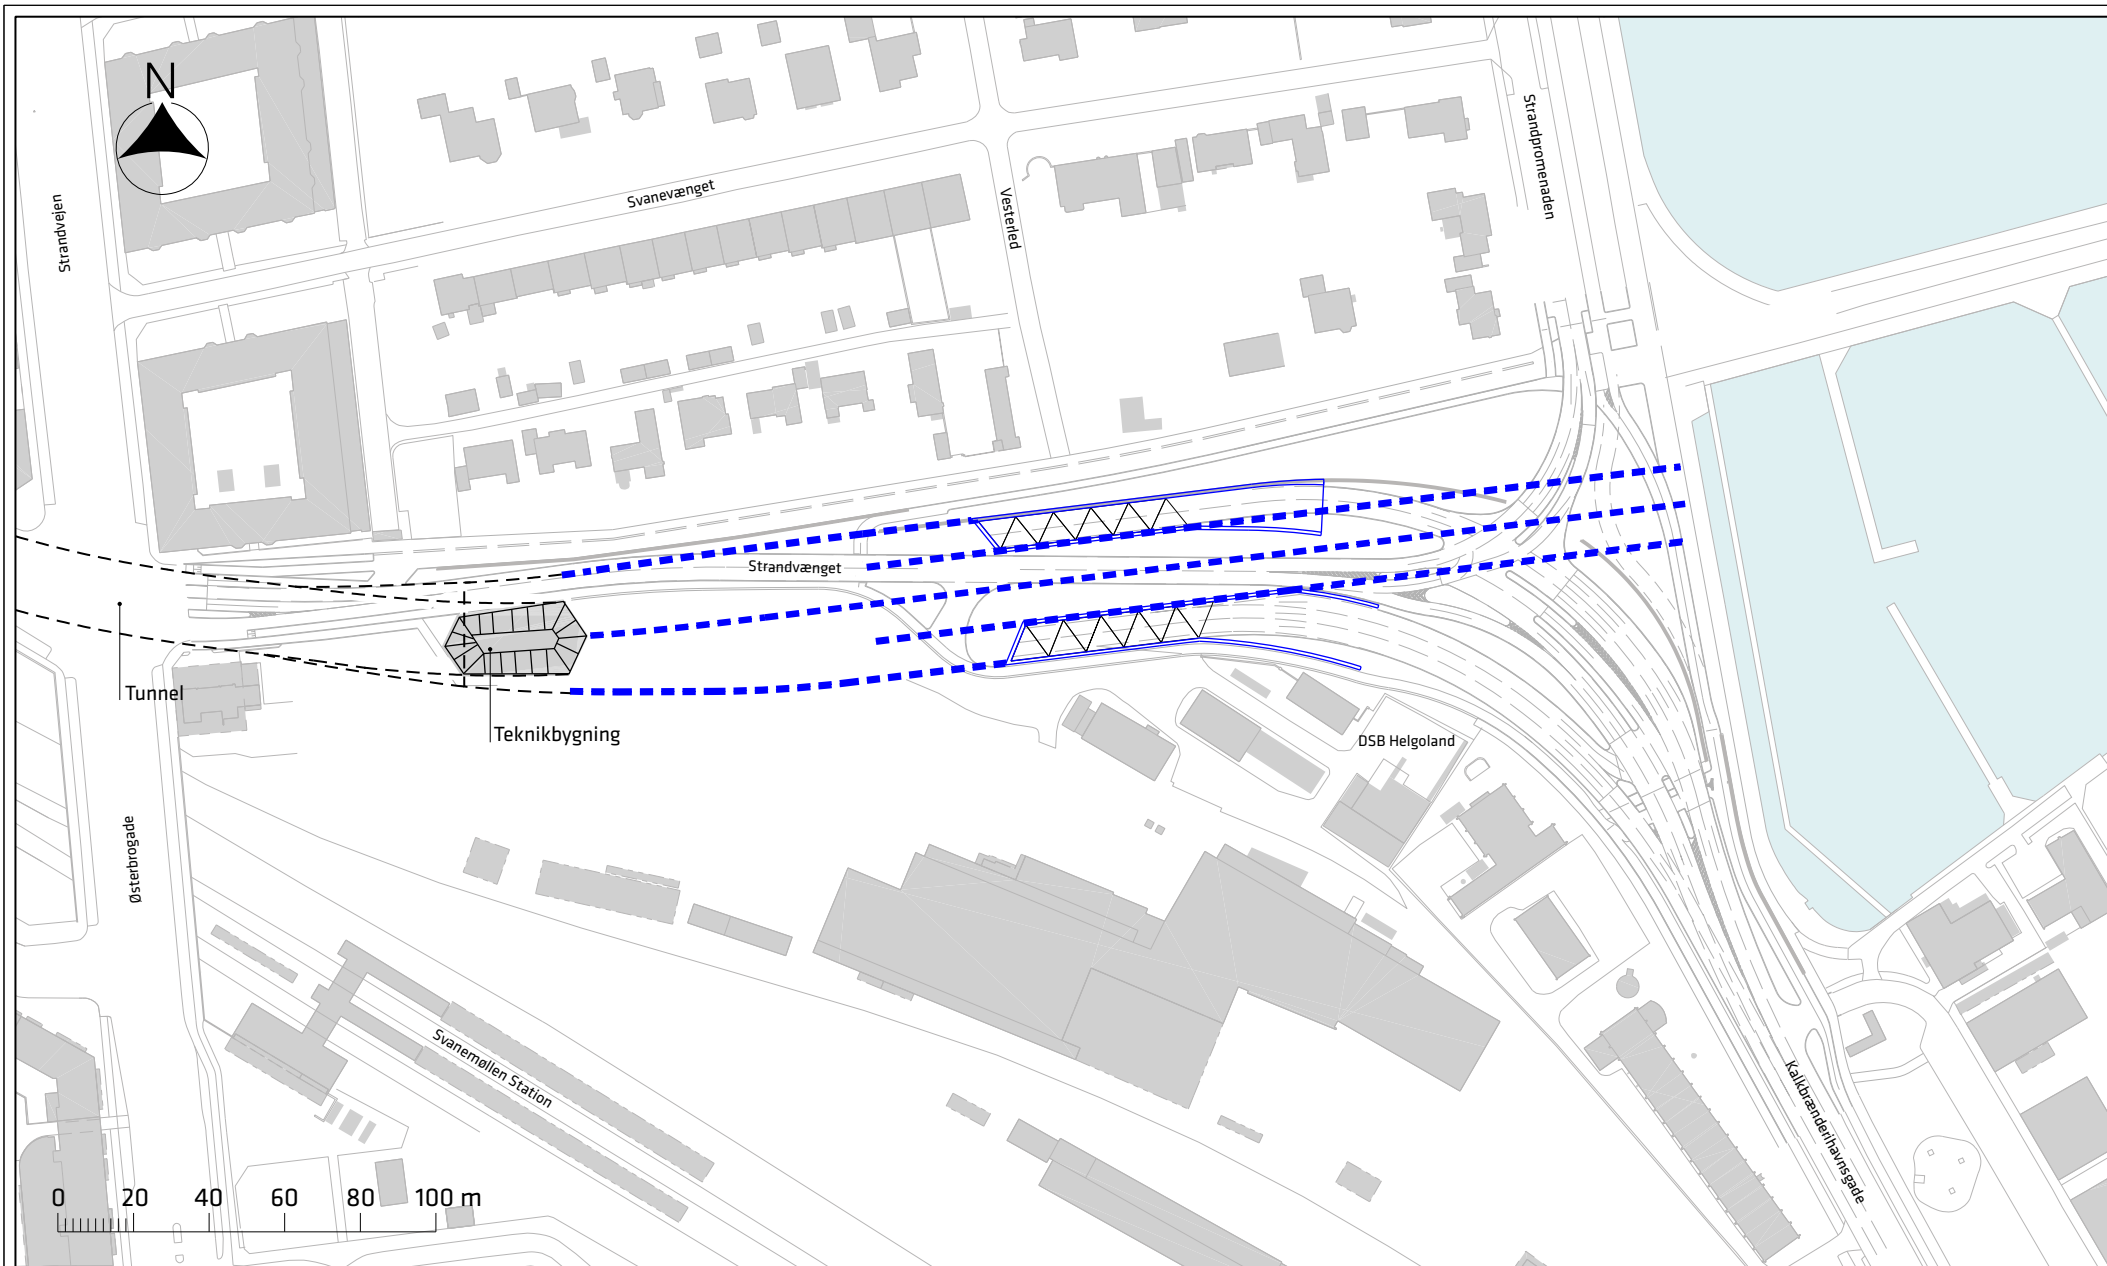 N
Strandvejen
Svanevænget
Vesterled
Strandpromenaden
Strandvænget
Tunnel
Teknikbygning
DSB Helgoland
Østerbrogade
Svanemøllen Station
Kalkbrænderihavnsgade
0 20 40 60 80 100 m